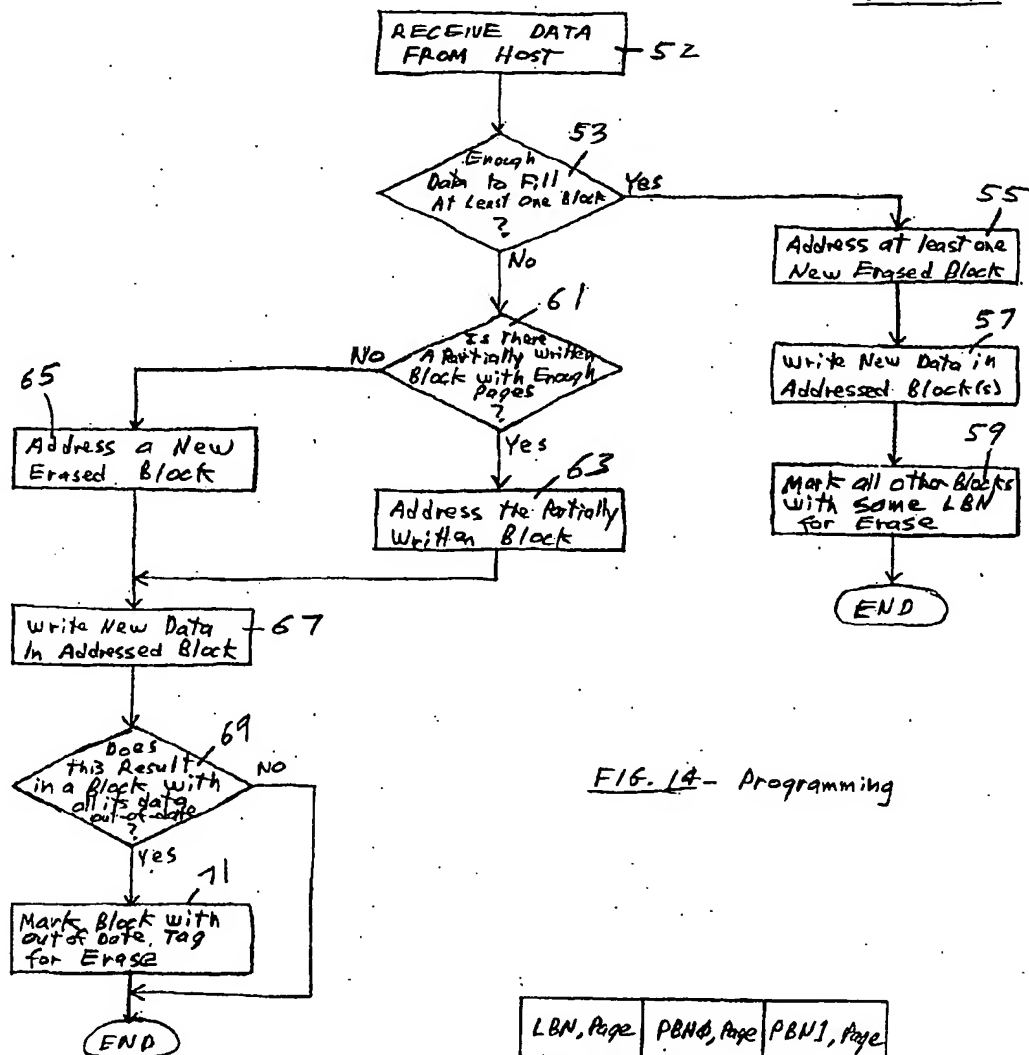 RECEIVE DATA
FROM HOST
52
53
Enough
Data to Fill
At Least One Block
?
Yes
No
55
Address at least one
New Erased Block
57
Write New Data in
Addressed Block(s)
59
Mark all other Blocks
with same LBN
for Erase
END
61
Is There
A Partially written
Block with Enough
Pages
?
No
Yes
65
Address a New
Erased Block
63
Address the Partially
Written Block
Write New Data
In Addressed Block
67
69
Does
this Result
in a Block with
all its data
out-of-date
?
NO
Yes
71
Mark Block with
out of Date, Tag
for Erase
END
FIG. 14- Programming
LBN, Page
PBN0, Page
PBN1, Page